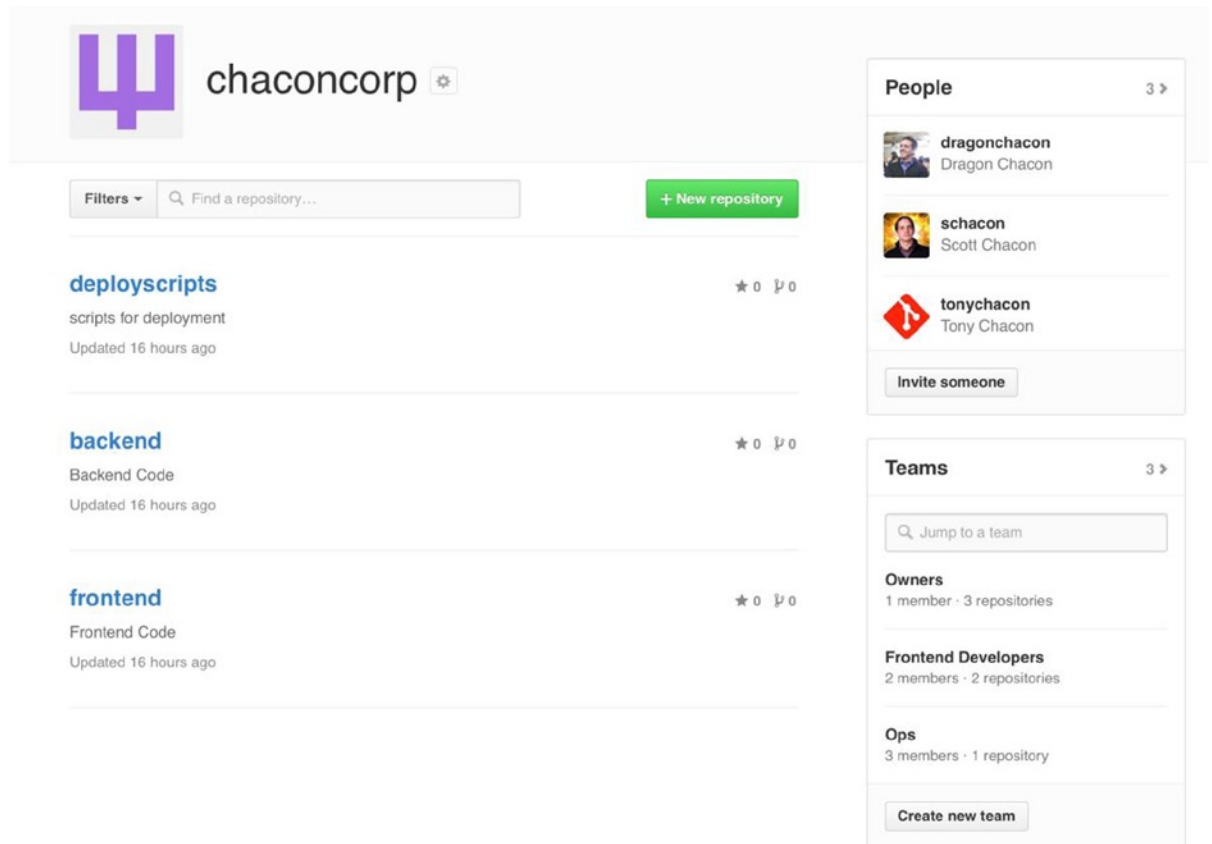 chaconcorp
Filters
Find a repository…
+ New repository
deployscripts
0 0
scripts for deployment
Updated 16 hours ago
backend
0 0
Backend Code
Updated 16 hours ago
frontend
0 0
Frontend Code
Updated 16 hours ago
People 3
dragonchacon
Dragon Chacon
schacon
Scott Chacon
tonychacon
Tony Chacon
Invite someone
Teams 3
Jump to a team
Owners
1 member · 3 repositories
Frontend Developers
2 members · 2 repositories
Ops
3 members · 1 repository
Create new team